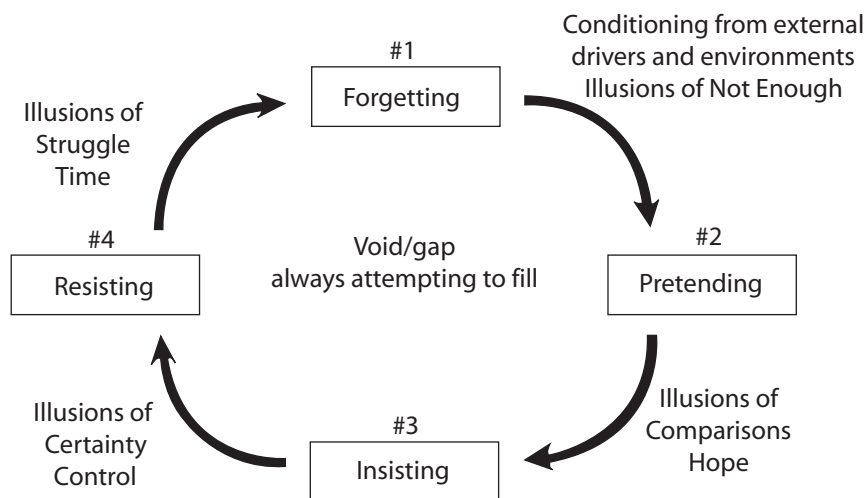 #1
Forgetting
Conditioning from external
drivers and environments
Illusions of Not Enough
#2
Pretending
Illusions of
Comparisons
Hope
#3
Insisting
Illusions of
Certainty
Control
#4
Resisting
Illusions of
Struggle
Time
Void/gap
always attempting to fill